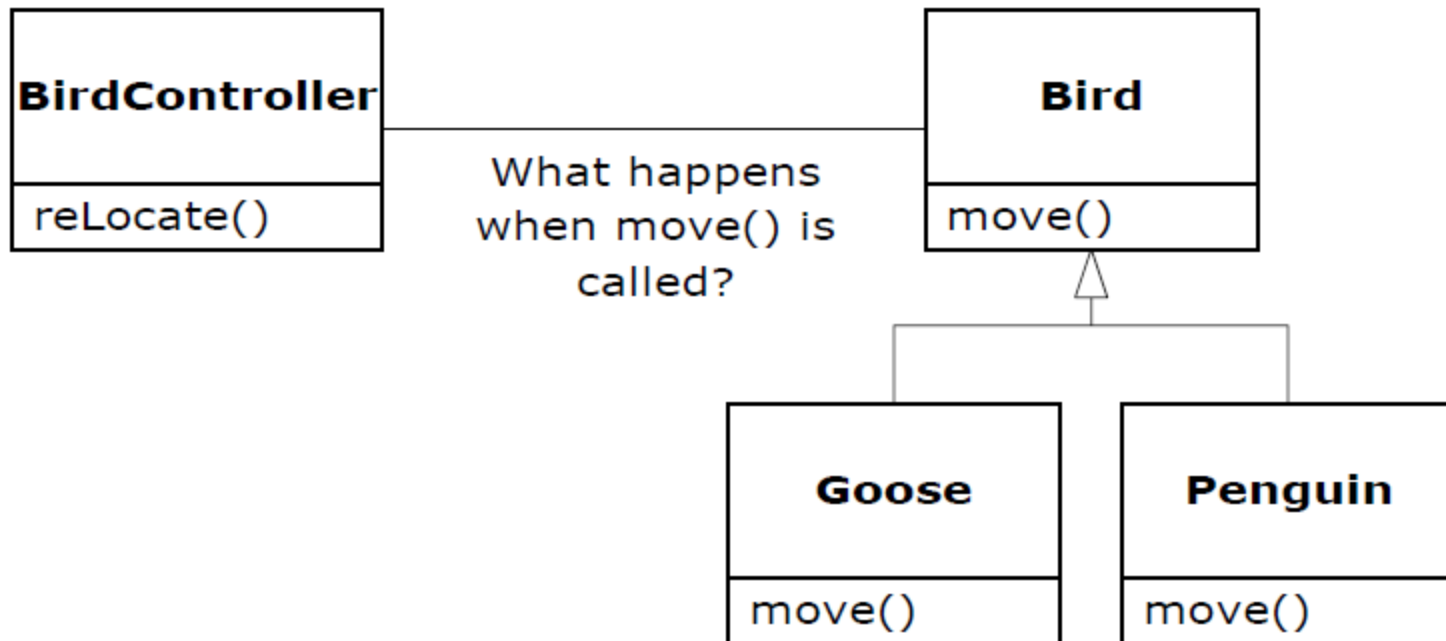 BirdController
reLocate()
What happens
when move() is
called?
Bird
move()
Goose
move()
Penguin
move()